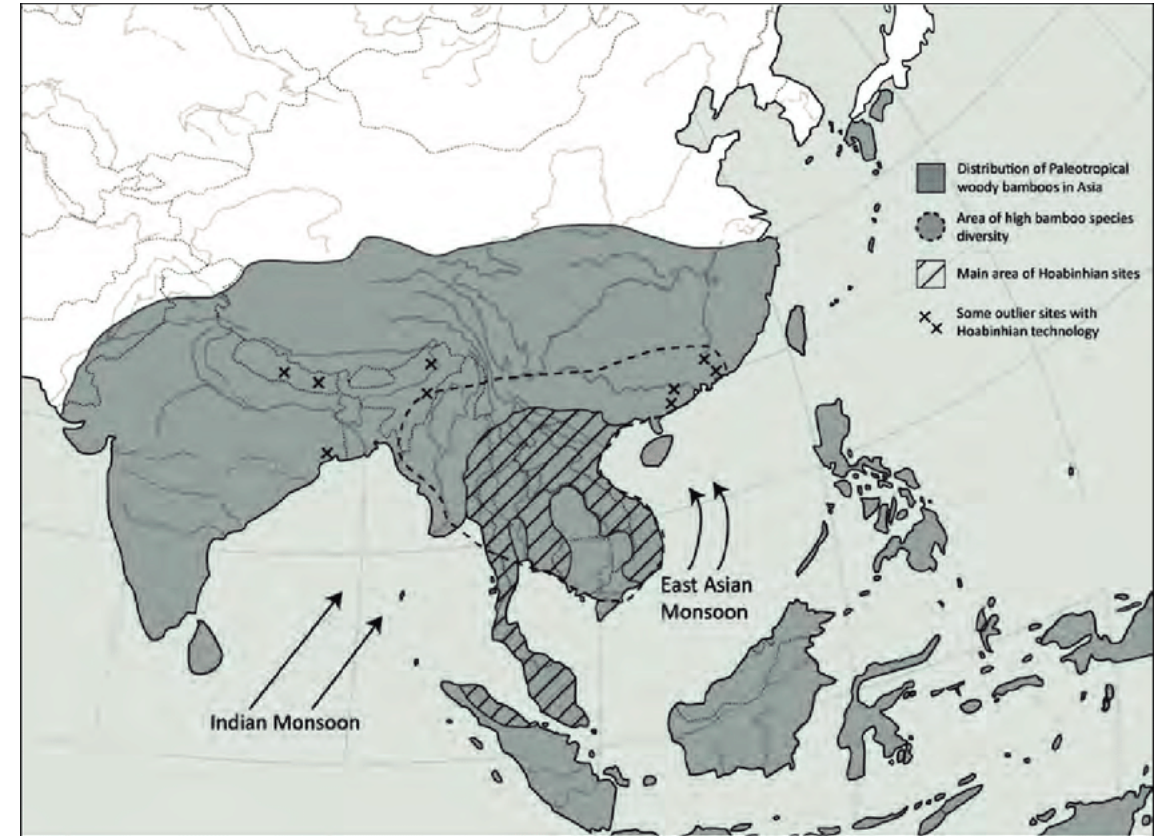 Distribution of Paleotropical
woody bamboos in Asia
Area of high bamboo species
diversity
Main area of Hoabinhian sites
Some outlier sites with
Hoabinhian technology
East Asian
Monsoon
Indian Monsoon